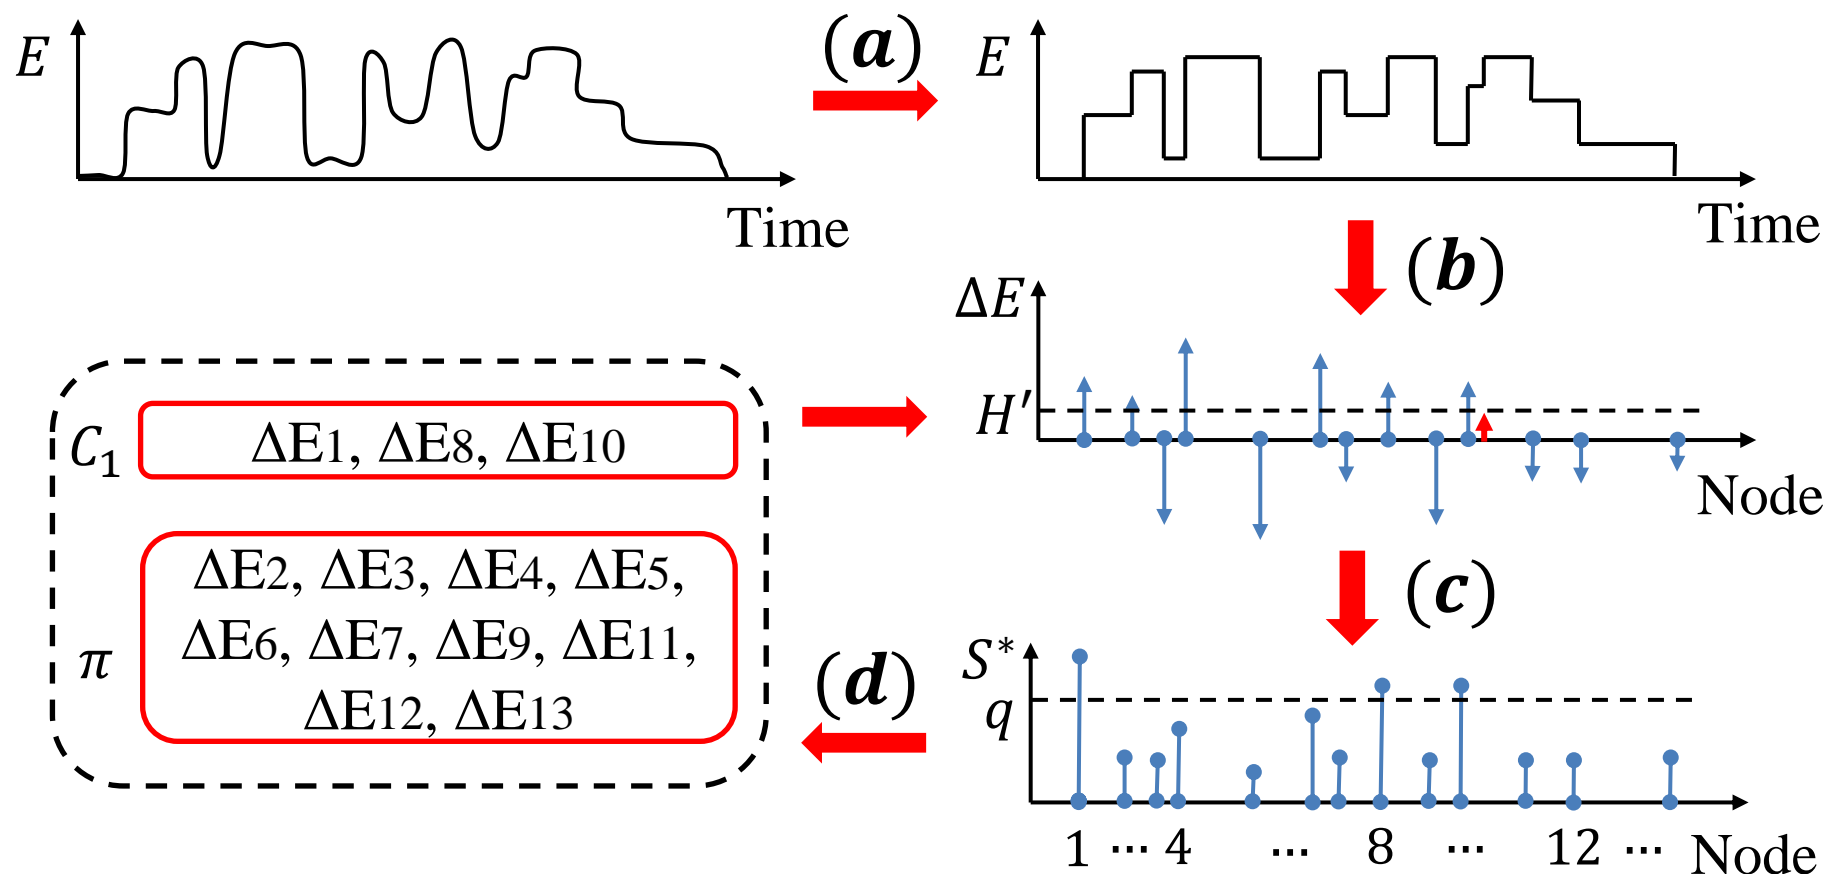 E
Time
(a)
E
Time
(b)
ΔE
H′
Node
(c)
S*
q
1 ... 4 ... 8 ... 12 ... Node
(d)
C₁
ΔE1, ΔE8, ΔE10
π
ΔE2, ΔE3, ΔE4, ΔE5,
ΔE6, ΔE7, ΔE9, ΔE11,
ΔE12, ΔE13